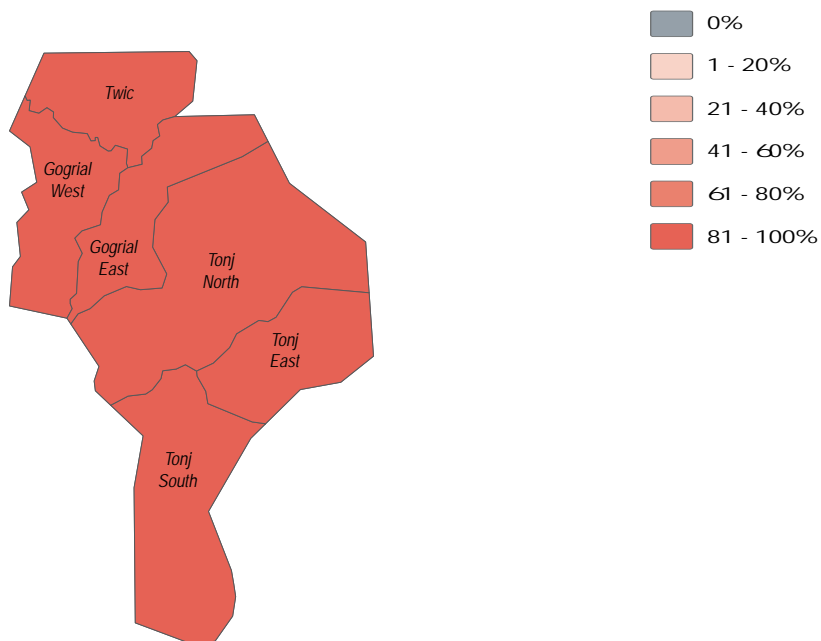 Twic
Gogrial
West
Gogrial
East
Tonj
North
Tonj
East
Tonj
South
0%
1 - 20%
21 - 40%
41 - 60%
61 - 80%
81 - 100%